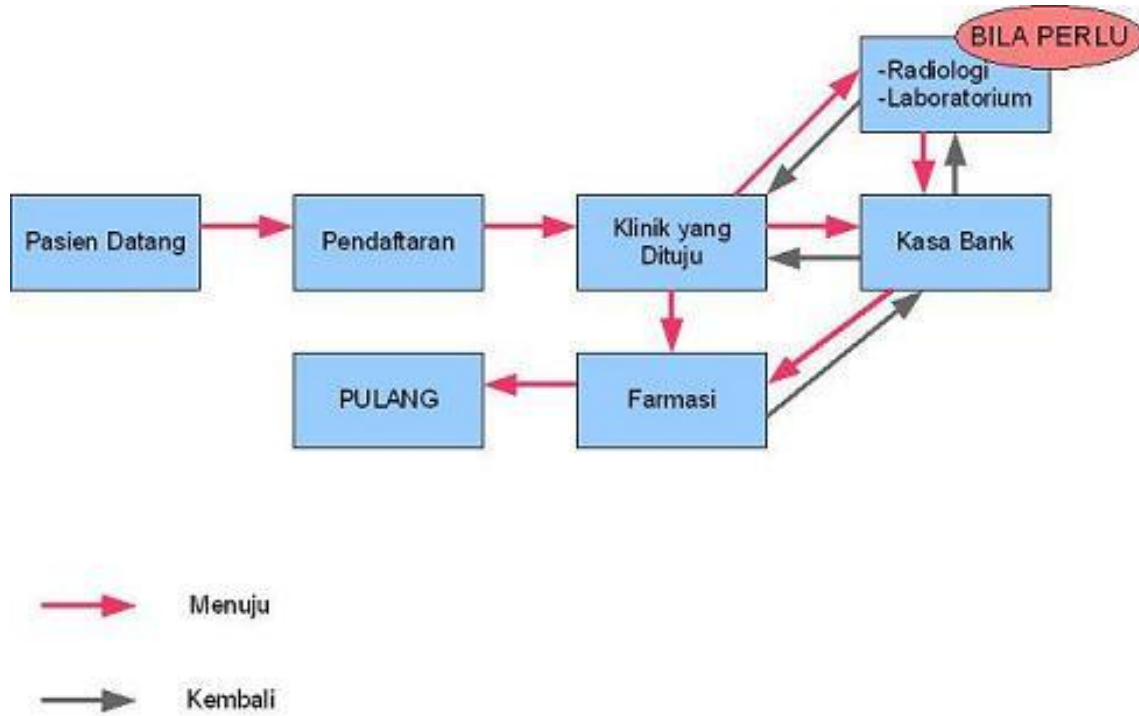 BILA PERLU
-Radiologi
-Laboratorium
Pasien Datang
Pendaftaran
Klinik yang
Dituju
Kasa Bank
PULANG
Farmasi
Menuju
Kembali